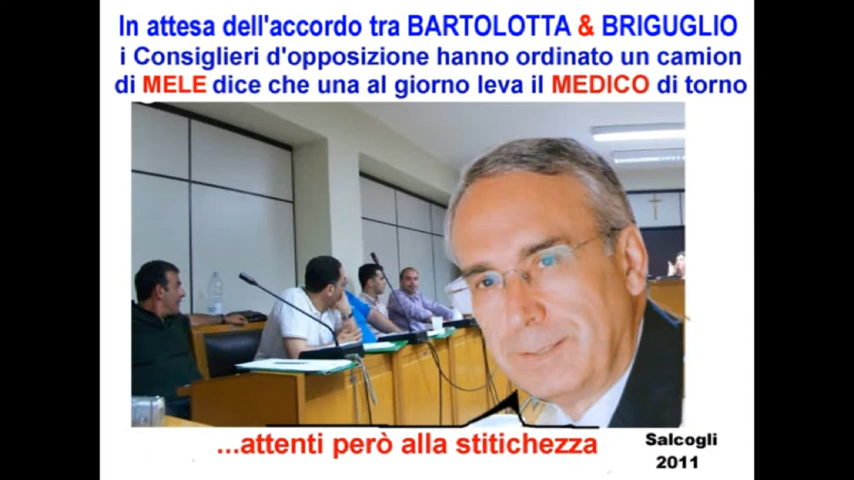 In attesa dell'accordo tra BARTOLOTTA & BRIGUGLIO
i Consiglieri d'opposizione hanno ordinato un camion
di MELE dice che una al giorno leva il MEDICO di torno
...attenti però alla stitichezza
Salcogli
2011